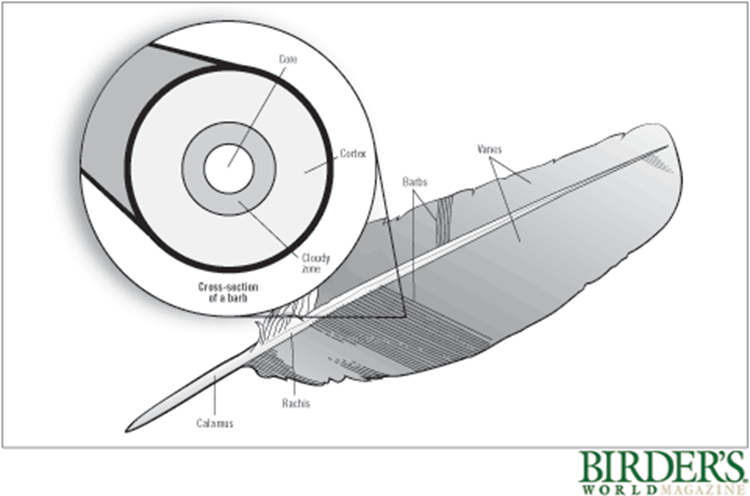 Core
Cortex
Cloudy
zone
Cross-section
of a barb
Vanes
Barbs
Rachis
Calamus
BIRDER'S
WORLD MAGAZINE